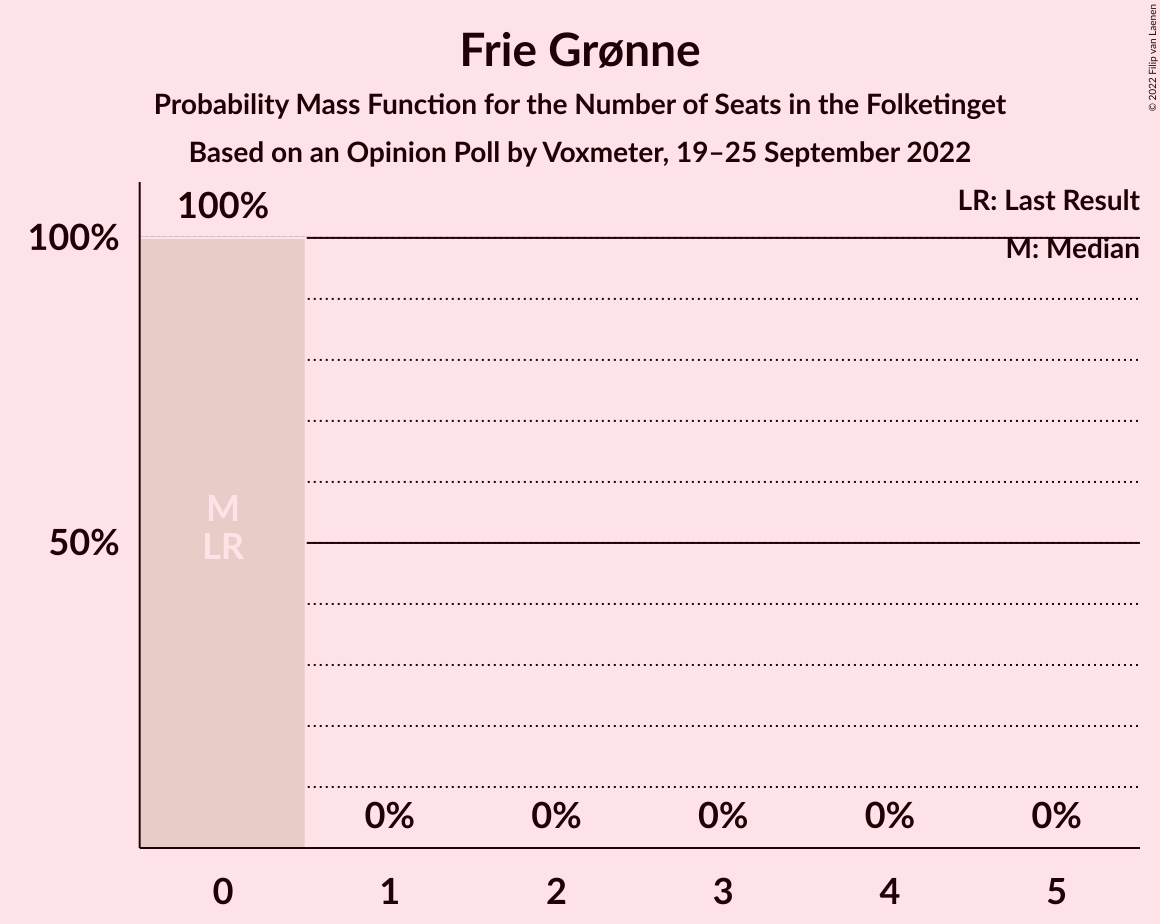 Frie Grønne
Probability Mass Function for the Number of Seats in the Folketinget
Based on an Opinion Poll by Voxmeter, 19–25 September 2022
© 2022 Filip van Laenen
LR: Last Result
M: Median
100%
100%
50%
M
LR
0% 0% 0% 0% 0%
0 1 2 3 4 5